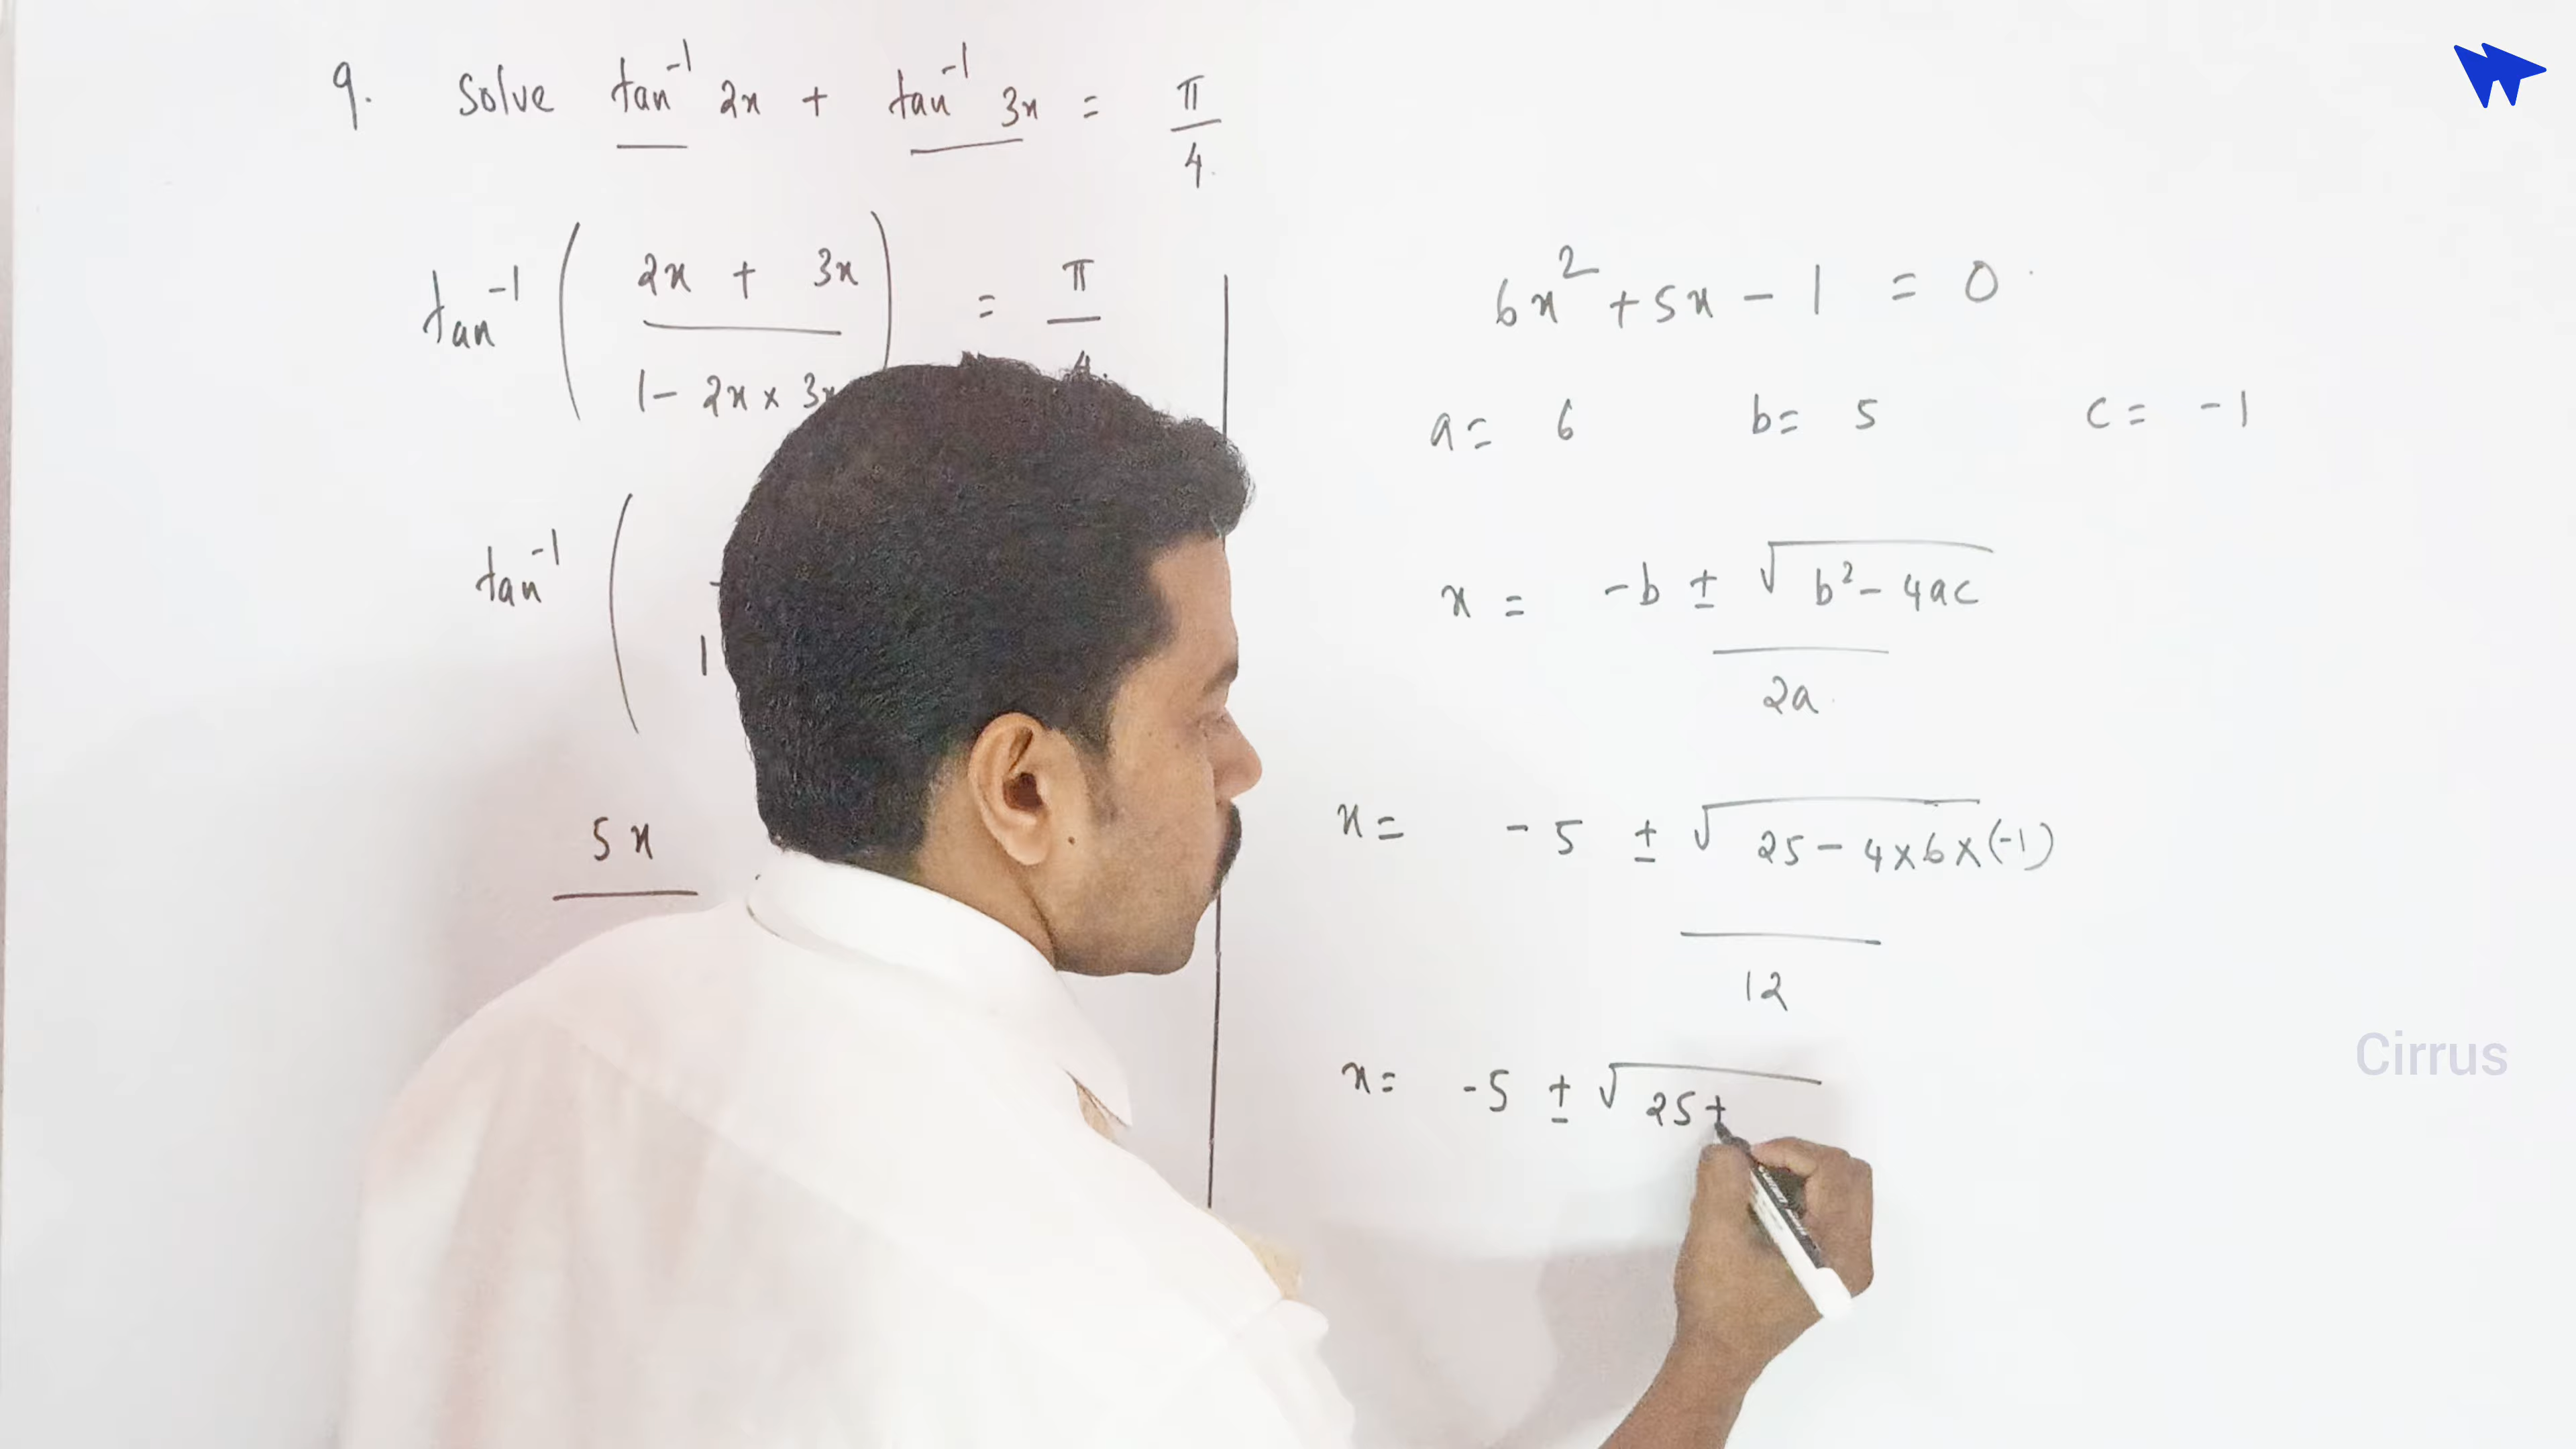 9. Solve tan⁻¹ 2x + tan⁻¹ 3x = π
4.
tan⁻¹ ( 2x + 3x ) = π
1 - 2x × 3x 4.
tan⁻¹ (
1
5x
6x² + 5x - 1 = 0
a = 6 b = 5 c = -1
x = -b ± √ b² - 4ac
2a
x = -5 ± √ 25 - 4×6×(-1)
12
x = -5 ± √ 25 +
Cirrus